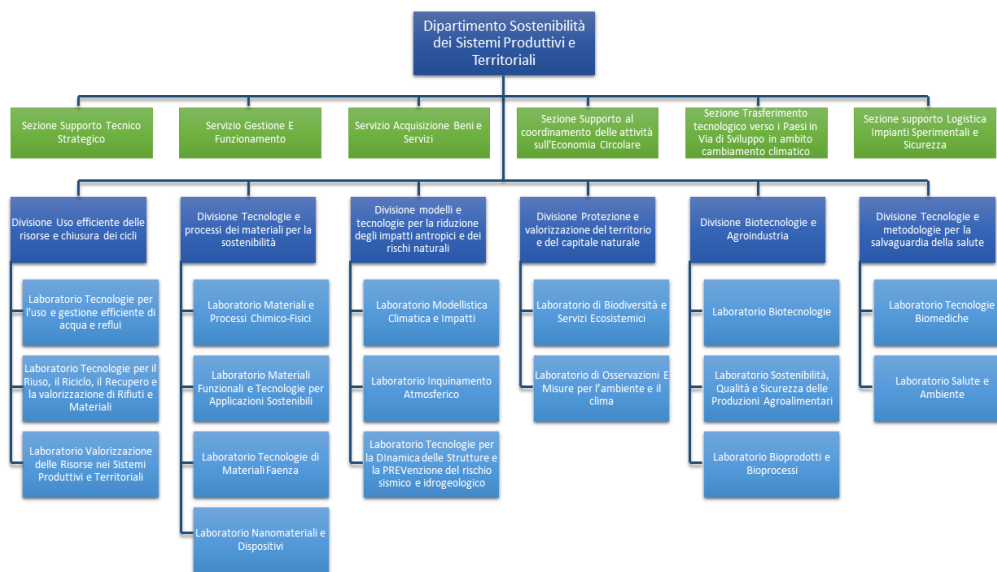 Dipartimento Sostenibilità
dei Sistemi Produttivi e
Territoriali
Sezione Supporto Tecnico
Strategico
Servizio Gestione E
Funzionamento
Servizio Acquisizione Beni e
Servizi
Sezione Supporto al
coordinamento delle attività
sull'Economia Circolare
Sezione Trasferimento
tecnologico verso i Paesi in
Via di Sviluppo in ambito
cambiamento climatico
Sezione supporto Logistica
Impianti Sperimentali e
Sicurezza
Divisione Uso efficiente delle
risorse e chiusura dei cicli
Divisione Tecnologie e
processi dei materiali per la
sostenibilità
Divisione modelli e
tecnologie per la riduzione
degli impatti antropici e dei
rischi naturali
Divisione Protezione e
valorizzazione del territorio
e del capitale naturale
Divisione Biotecnologie e
Agroindustria
Divisione Tecnologie e
metodologie per la
salvaguardia della salute
Laboratorio Tecnologie per
l'uso e gestione efficiente di
acqua e reflui
Laboratorio Materiali e
Processi Chimico-Fisici
Laboratorio Modellistica
Climatica e Impatti
Laboratorio di Biodiversità e
Servizi Ecosistemici
Laboratorio Biotecnologie
Laboratorio Tecnologie
Biomediche
Laboratorio Tecnologie per il
Riuso, il Riciclo, il Recupero e
la valorizzazione di Rifiuti e
Materiali
Laboratorio Materiali
Funzionali e Tecnologie per
Applicazioni Sostenibili
Laboratorio Inquinamento
Atmosferico
Laboratorio di Osservazioni E
Misure per l'ambiente e il
clima
Laboratorio Sostenibilità,
Qualità e Sicurezza delle
Produzioni Agroalimentari
Laboratorio Salute e
Ambiente
Laboratorio Valorizzazione
delle Risorse nei Sistemi
Produttivi e Territoriali
Laboratorio Tecnologie di
Materiali Faenza
Laboratorio Tecnologie per
la DInamica delle Strutture e
la PREVenzione del rischio
sismico e idrogeologico
Laboratorio Bioprodotti e
Bioprocessi
Laboratorio Nanomateriali e
Dispositivi